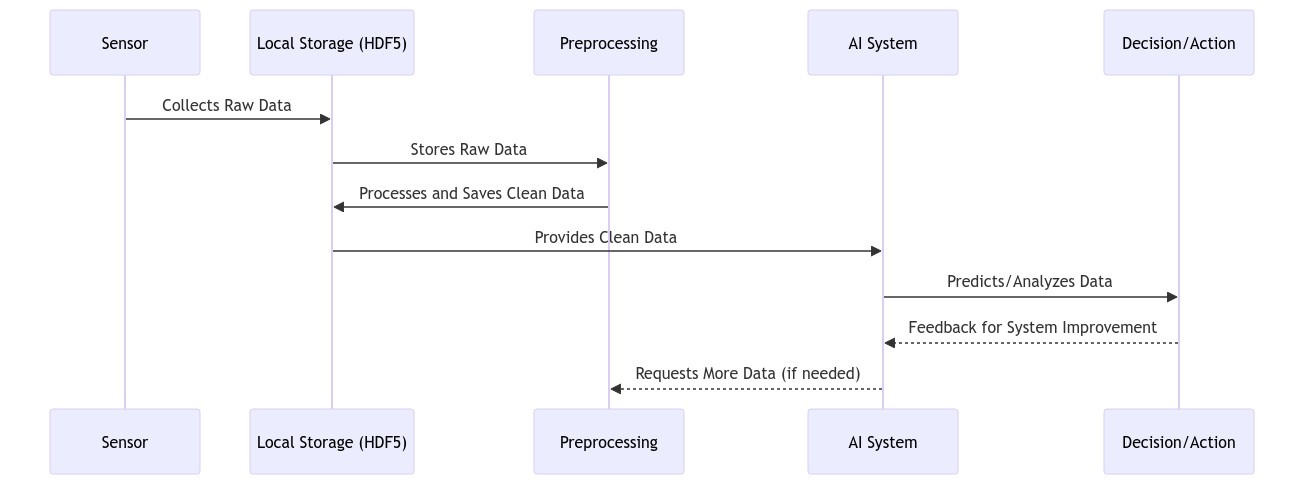 Sensor
Local Storage (HDF5)
Preprocessing
AI System
Decision/Action
Collects Raw Data
Stores Raw Data
Processes and Saves Clean Data
Provides Clean Data
Predicts/Analyzes Data
Feedback for System Improvement
Requests More Data (if needed)
Sensor
Local Storage (HDF5)
Preprocessing
AI System
Decision/Action